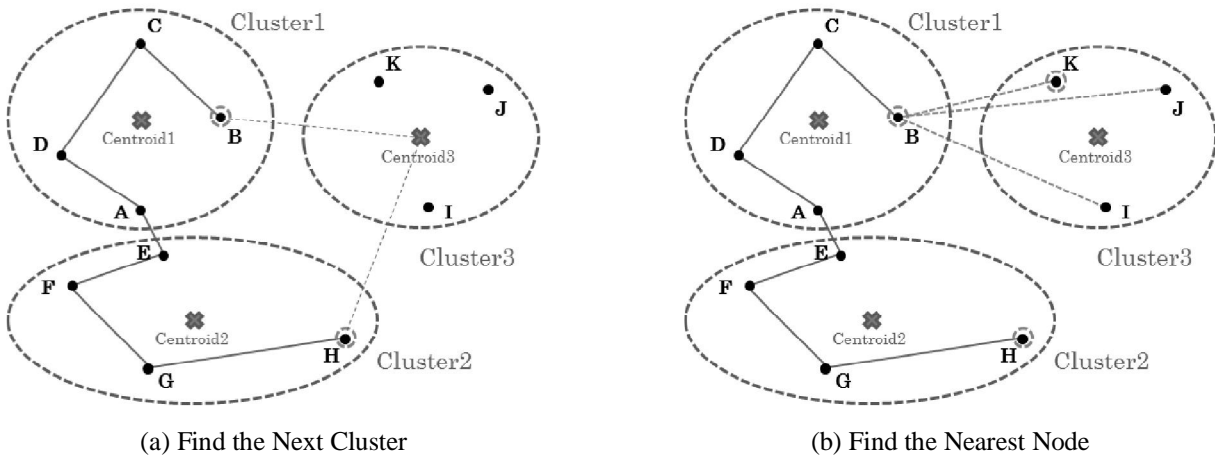 C
Cluster1
K
J
B
Centroid1
Centroid3
D
A
I
E
Cluster3
F
Centroid2
H
Cluster2
G
(a) Find the Next Cluster
C
Cluster1
K
J
B
Centroid1
Centroid3
D
A
I
E
Cluster3
F
Centroid2
H
Cluster2
G
(b) Find the Nearest Node